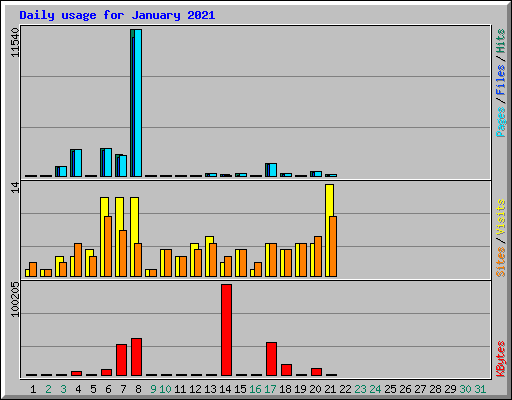 Daily usage for January 2021
11540
Pages / Files / Hits
14
Sites / Visits
100205
KBytes
1 2 3 4 5 6 7 8 9 10 11 12 13 14 15 16 17 18 19 20 21 22 23 24 25 26 27 28 29 30 31